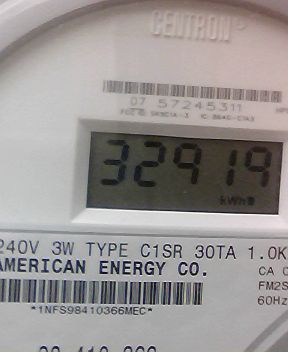 CENTRON®
07 57245311
32919
kWh
240V 3W TYPE C1SR 30TA 1.0K
AMERICAN ENERGY CO.
CA 0
FM2S
60Hz
*1NFS98410366MEC*